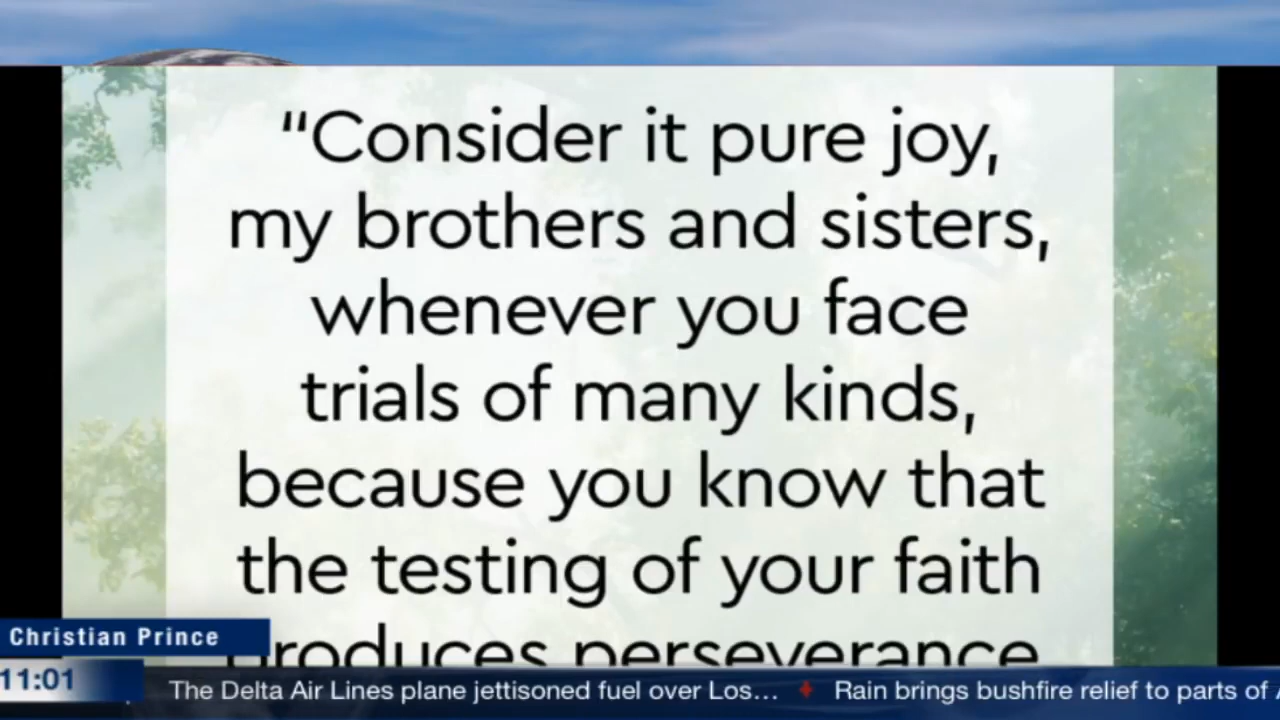 “Consider it pure joy,
my brothers and sisters,
whenever you face
trials of many kinds,
because you know that
the testing of your faith
produces perseverance
Christian Prince
11:01
The Delta Air Lines plane jettisoned fuel over Los... ♦ Rain brings bushfire relief to parts of